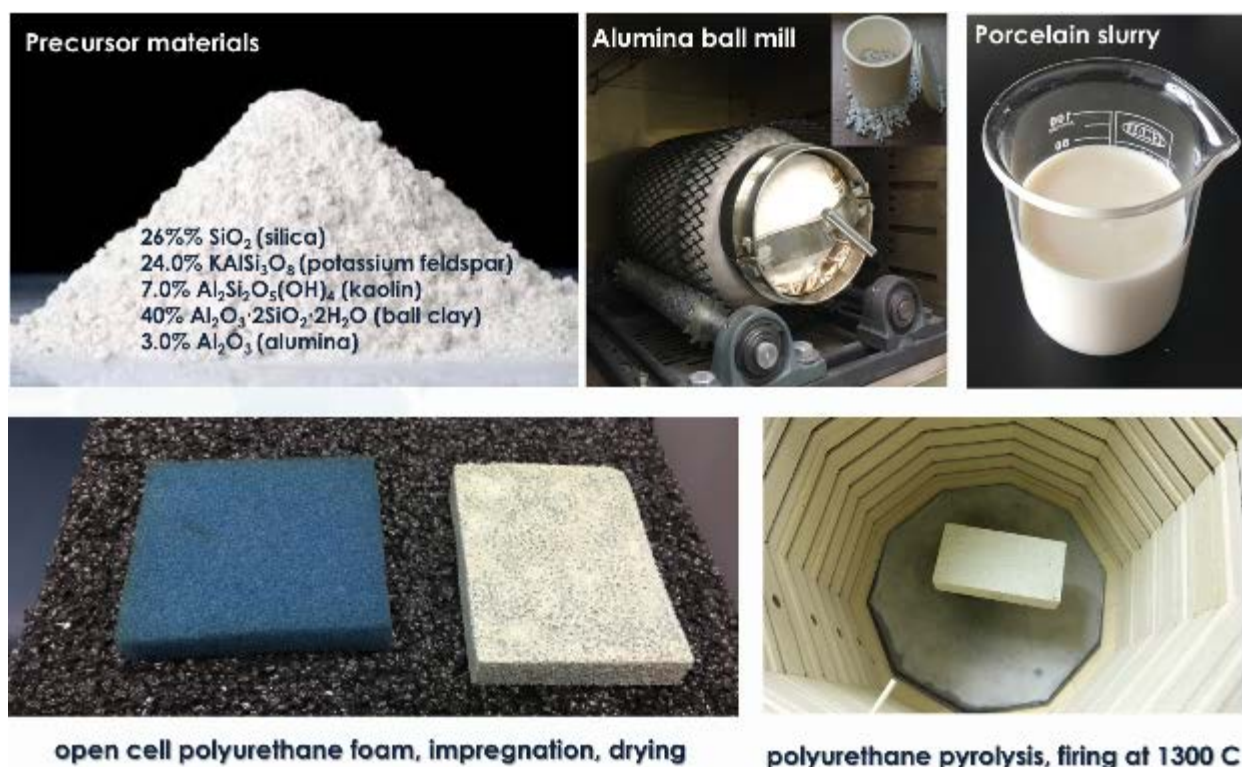 Precursor materials
26%% SiO₂ (silica)
24.0% KAlSi₃O₈ (potassium feldspar)
7.0% Al₂Si₂O₅(OH)₄ (kaolin)
40% Al₂O₃·2SiO₂·2H₂O (ball clay)
3.0% Al₂O₃ (alumina)
Alumina ball mill
Porcelain slurry
100
80
open cell polyurethane foam, impregnation, drying
polyurethane pyrolysis, firing at 1300 C